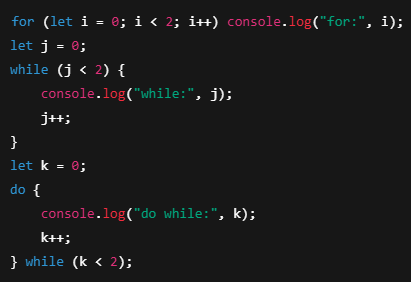 for (let i = 0; i < 2; i++) console.log("for:", i);
let j = 0;
while (j < 2) {
    console.log("while:", j);
    j++;
}
let k = 0;
do {
    console.log("do while:", k);
    k++;
} while (k < 2);